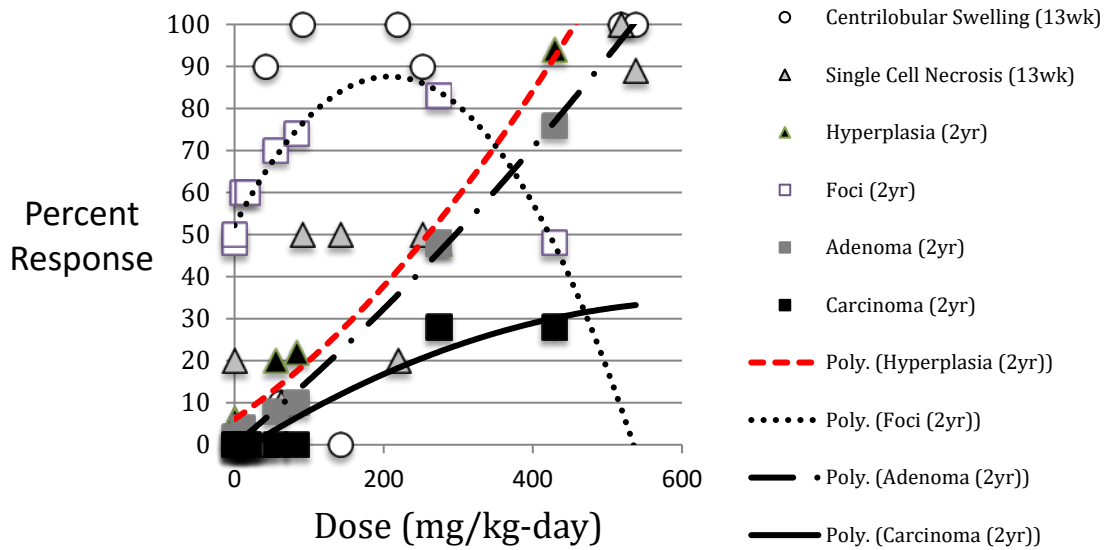 100
90
80
70
60
50
40
30
20
10
0
Percent
Response
0 200 400 600
Dose (mg/kg-day)
Centrilobular Swelling (13wk)
Single Cell Necrosis (13wk)
Hyperplasia (2yr)
Foci (2yr)
Adenoma (2yr)
Carcinoma (2yr)
Poly. (Hyperplasia (2yr))
Poly. (Foci (2yr))
Poly. (Adenoma (2yr))
Poly. (Carcinoma (2yr))